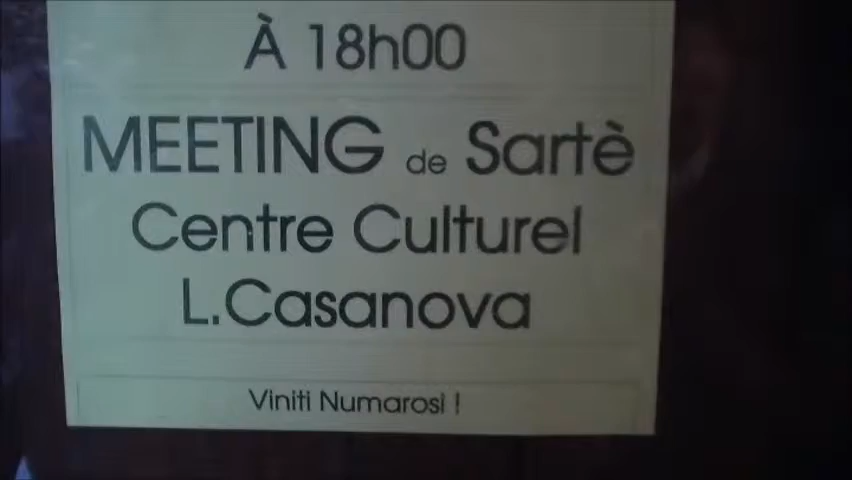 À 18h00
MEETING de Sartè
Centre Culturel
L.Casanova
Viniti Numarosi !